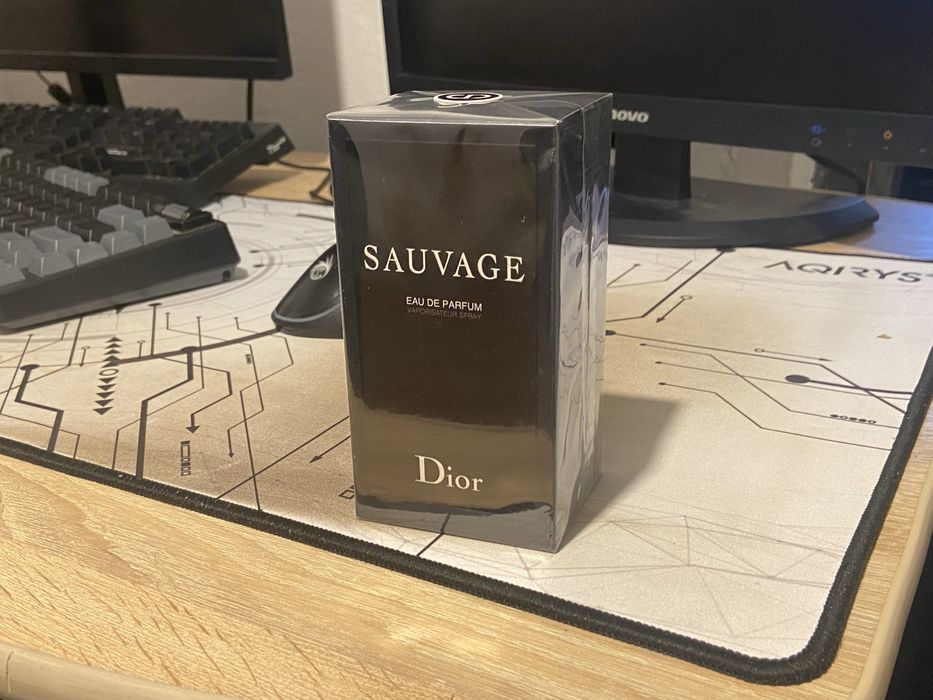 SAUVAGE
EAU DE PARFUM
VAPORISATEUR SPRAY
Dior
novo
AQIRYS